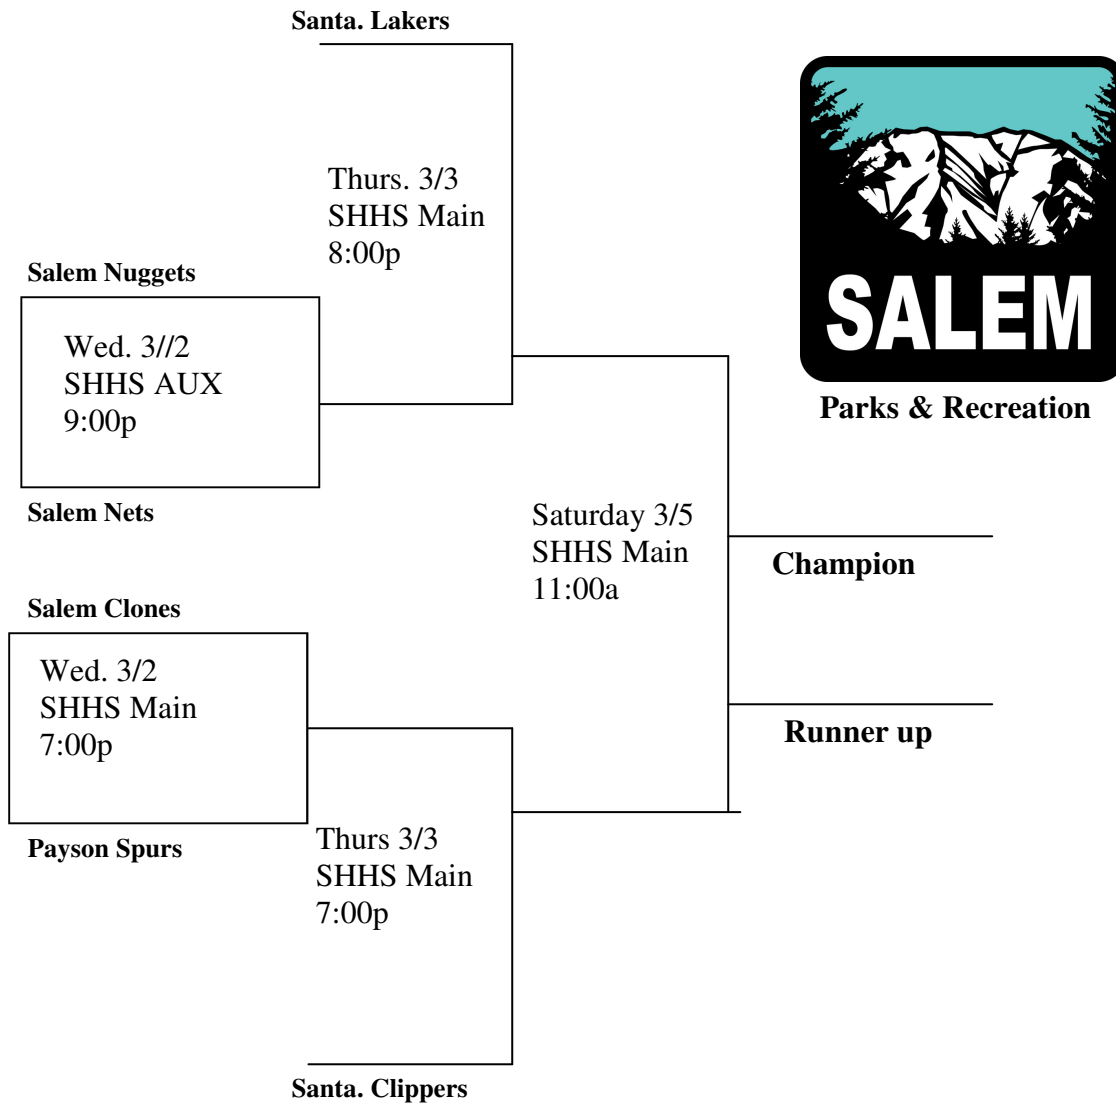 Santa. Lakers
Thurs. 3/3
SHHS Main
8:00p
Salem Nuggets
Wed. 3//2
SHHS AUX
9:00p
Salem Nets
SALEM
Parks & Recreation
Saturday 3/5
SHHS Main
11:00a
Champion
Salem Clones
Wed. 3/2
SHHS Main
7:00p
Payson Spurs
Runner up
Thurs 3/3
SHHS Main
7:00p
Santa. Clippers